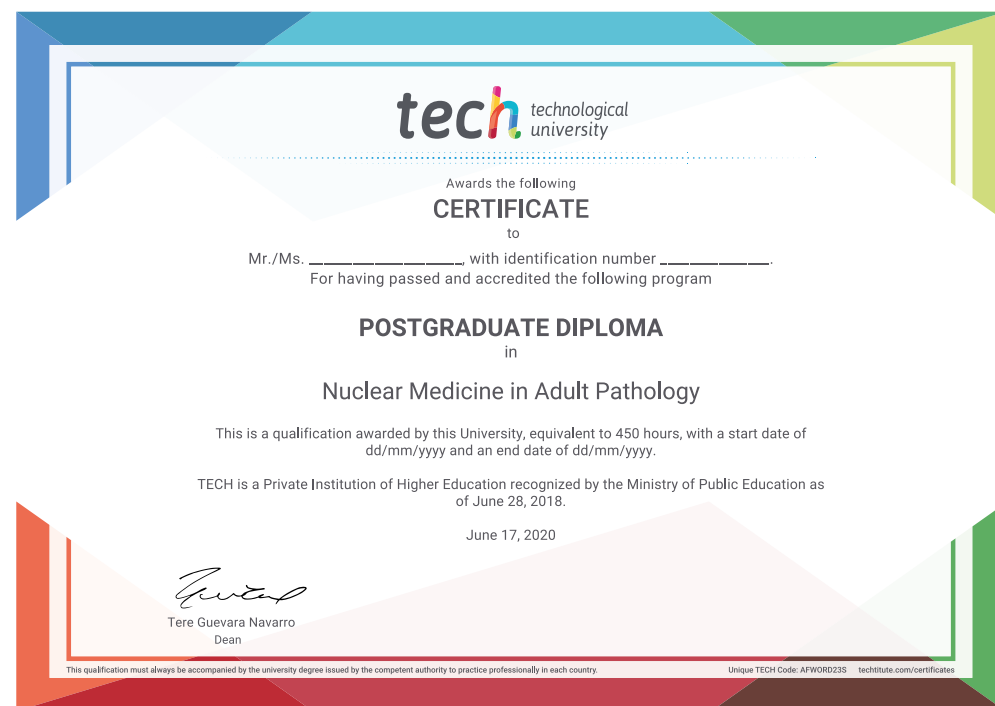 tech technological
university
Awards the following
CERTIFICATE
to
Mr./Ms. ____________________, with identification number ______________.
For having passed and accredited the following program
POSTGRADUATE DIPLOMA
in
Nuclear Medicine in Adult Pathology
This is a qualification awarded by this University, equivalent to 450 hours, with a start date of
dd/mm/yyyy and an end date of dd/mm/yyyy.
TECH is a Private Institution of Higher Education recognized by the Ministry of Public Education as
of June 28, 2018.
June 17, 2020
Tere Guevara Navarro
Dean
This qualification must always be accompanied by the university degree issued by the competent authority to practice professionally in each country.
Unique TECH Code: AFWORD23S techtitute.com/certificates